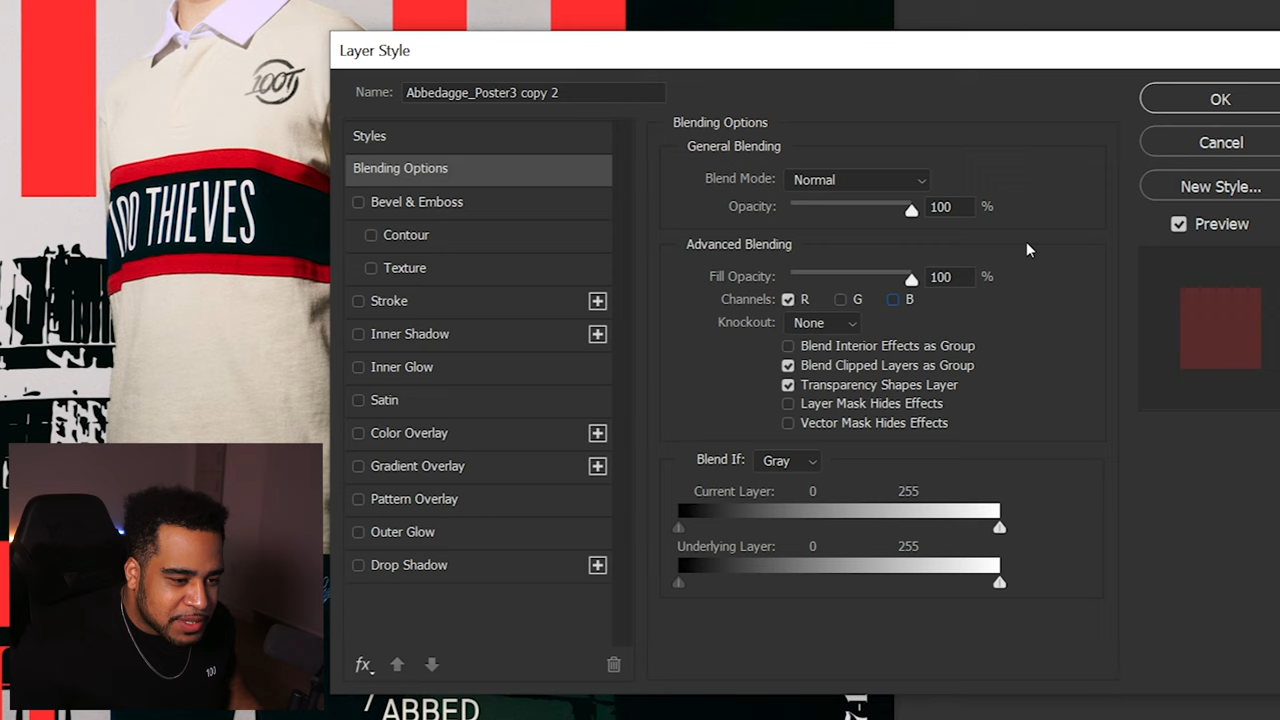 Layer Style
Name: Abbedagge_Poster3 copy 2
Styles
Blending Options
Bevel & Emboss
Contour
Texture
Stroke
Inner Shadow
Inner Glow
Satin
Color Overlay
Gradient Overlay
Pattern Overlay
Outer Glow
Drop Shadow
fx
Blending Options
General Blending
Blend Mode: Normal
Opacity: 100 %
Advanced Blending
Fill Opacity: 100 %
Channels: R G B
Knockout: None
Blend Interior Effects as Group
Blend Clipped Layers as Group
Transparency Shapes Layer
Layer Mask Hides Effects
Vector Mask Hides Effects
Blend If: Gray
Current Layer: 0 255
Underlying Layer: 0 255
OK
Cancel
New Style...
Preview
100T
100 THIEVES
100
ABBED